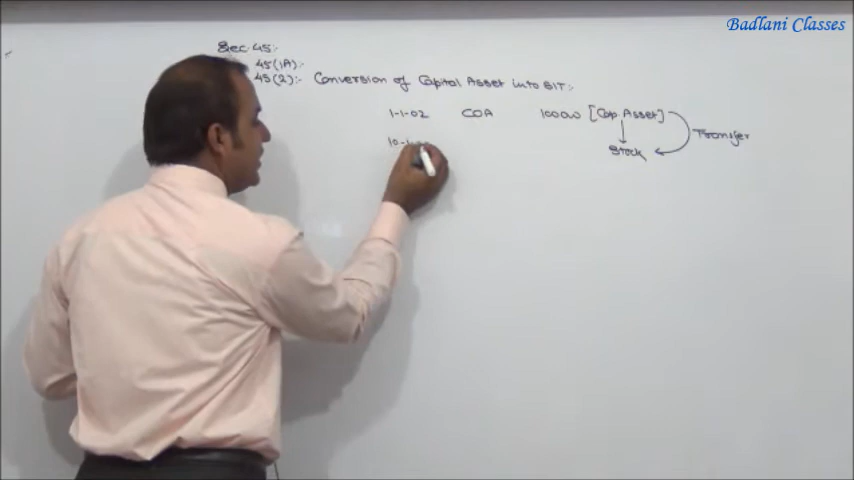 Badlani Classes
Sec 45:-
45(1A):-
45(2):- Conversion of Capital Asset into SIT:-
1-1-02 COA 10000 [Cap. Asset] Transfer
Stock